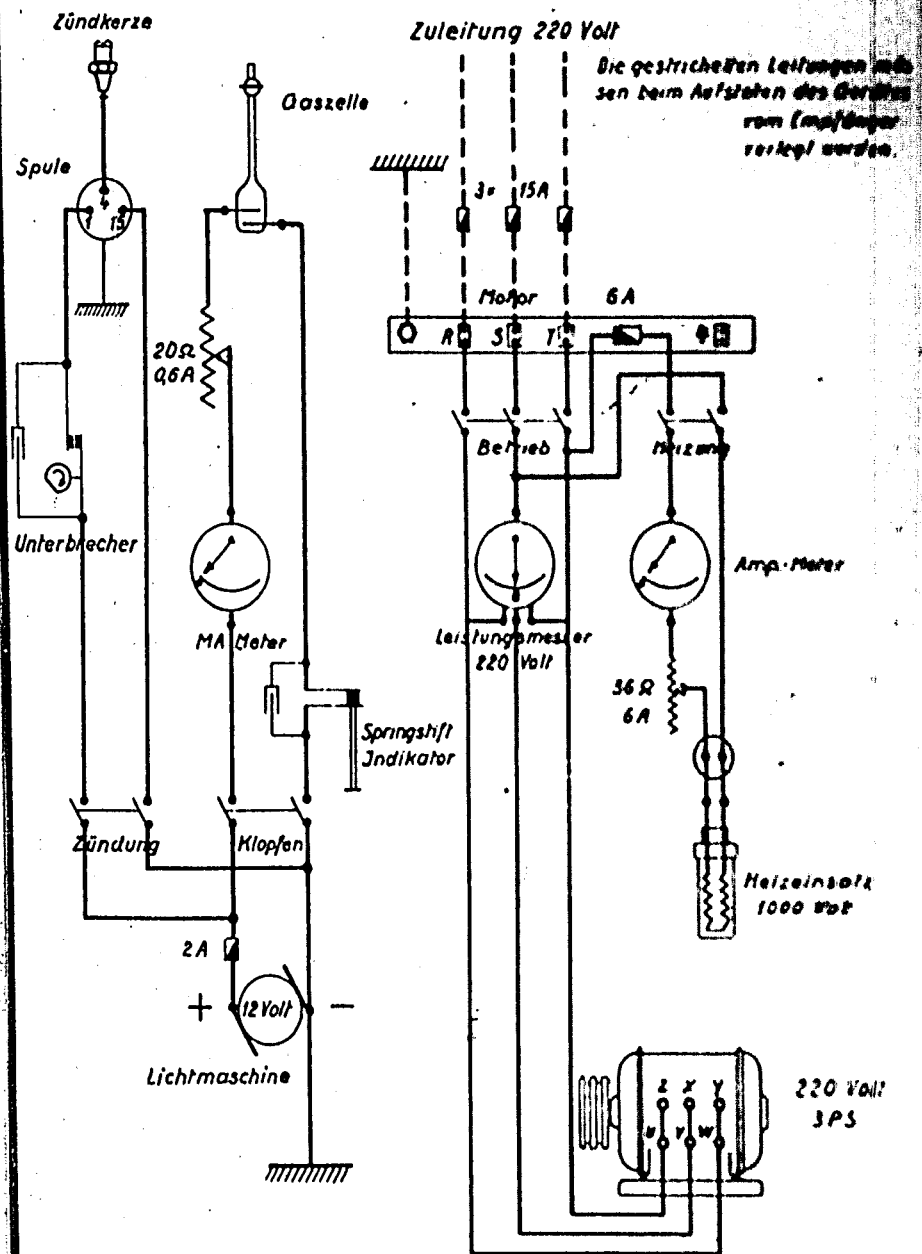 Zündkerze
Zuleitung 220 Volt
Die gestrichelten Leitungen müs
sen beim Aufstellen des Gerätes
vom Empfänger
verlegt werden.
Gaszelle
Spule
4
1 15
3× 15A
Motor 6A
R S T
20Ω
0,6A
Betrieb Heizung
Unterbrecher
MA Meter
Amp.-Meter
Leistungsmesser
220 Volt
36Ω
6A
Springstift
Indikator
Zündung Klopfen
Heizeinsatz
1000 Watt
2A
+ 12 Volt -
Lichtmaschine
Z X Y
U V W
220 Volt
3PS